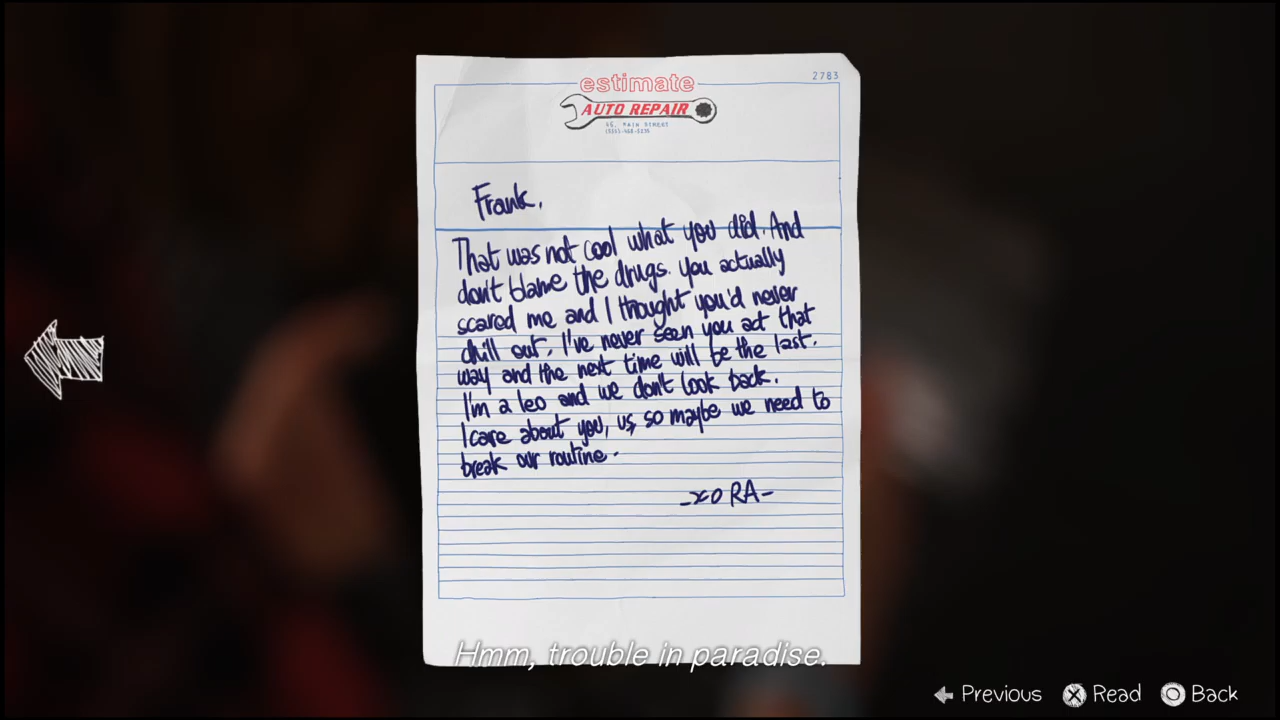 2783
estimate
AUTO REPAIR
Frank,
That was not cool what you did. And
don't blame the drugs. You actually
scared me and I thought you'd never
chill out. I've never seen you act that
way and the next time will be the last.
I'm a leo and we don't look back.
I care about you, us, so maybe we need to
break our routine.
-xo RA-
Hmm, trouble in paradise.
Previous
Read
Back